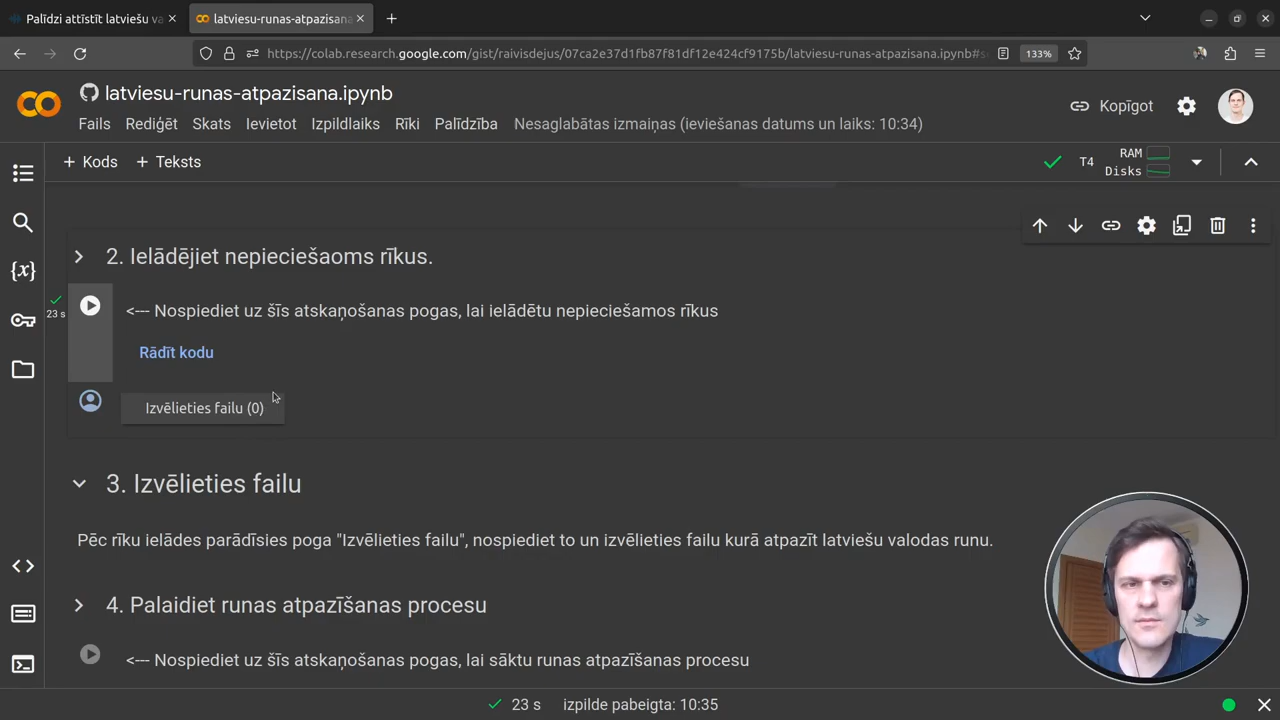 Palīdzi attīstīt latviešu va
latviesu-runas-atpazisana.
https://colab.research.google.com/gist/raivisdejus/07ca2e37d1fb87f81df12e424cf9175b/latviesu-runas-atpazisana.ipynb#s
133%
latviesu-runas-atpazisana.ipynb
Kopīgot
Fails Rediģēt Skats Ievietot Izpildlaiks Rīki Palīdzība Nesaglabātas izmaiņas (ieviešanas datums un laiks: 10:34)
+ Kods + Teksts
T4
RAM
Disks
2. Ielādējiet nepieciešaoms rīkus.
23 s
<--- Nospiediet uz šīs atskaņošanas pogas, lai ielādētu nepieciešamos rīkus
Rādīt kodu
Izvēlieties failu (0)
3. Izvēlieties failu
Pēc rīku ielādes parādīsies poga "Izvēlieties failu", nospiediet to un izvēlieties failu kurā atpazīt latviešu valodas runu.
4. Palaidiet runas atpazīšanas procesu
<--- Nospiediet uz šīs atskaņošanas pogas, lai sāktu runas atpazīšanas procesu
23 s izpilde pabeigta: 10:35